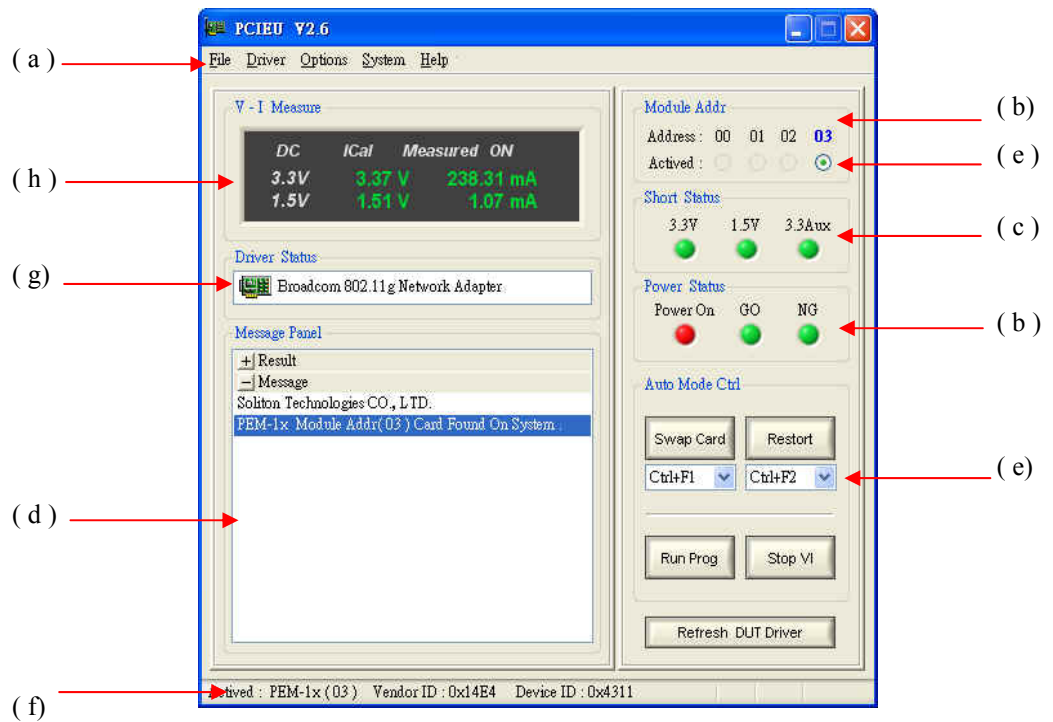 PCIEU V2.6
( a )
File Driver Options System Help
V - I Measure
DC ICal Measured ON
3.3V 3.37 V 238.31 mA
1.5V 1.51 V 1.07 mA
( h )
Driver Status
Broadcom 802.11g Network Adapter
( g)
Message Panel
+ Result
- Message
Soliton Technologies CO., LTD.
PEM-1x Module Addr( 03 ) Card Found On System .
( d )
Module Addr
( b)
Address : 00 01 02 03
Actived :
( e )
Short Status
3.3V 1.5V 3.3Aux
( c )
Power Status
Power On GO NG
( b )
Auto Mode Ctrl
Swap Card Restort
Ctrl+F1 Ctrl+F2
( e)
Run Prog Stop VI
Refresh DUT Driver
Actived : PEM-1x ( 03 ) Vendor ID : 0x14E4 Device ID : 0x4311
( f)